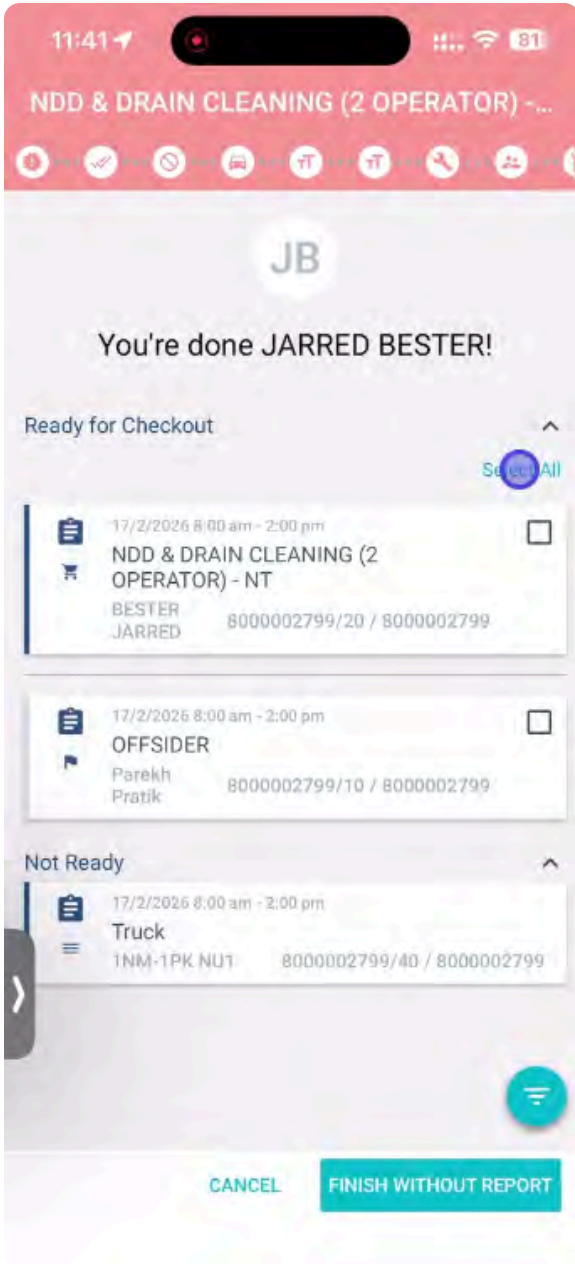 11:41
81
NDD & DRAIN CLEANING (2 OPERATOR) -...
JB
You're done JARRED BESTER!
Ready for Checkout
Select All
17/2/2026 8:00 am - 2:00 pm
NDD & DRAIN CLEANING (2
OPERATOR) - NT
BESTER
JARRED
8000002799/20 / 8000002799
17/2/2026 8:00 am - 2:00 pm
OFFSIDER
Parekh
Pratik
8000002799/10 / 8000002799
Not Ready
17/2/2026 8:00 am - 2:00 pm
Truck
1NM-1PK NU1
8000002799/40 / 8000002799
CANCEL
FINISH WITHOUT REPORT